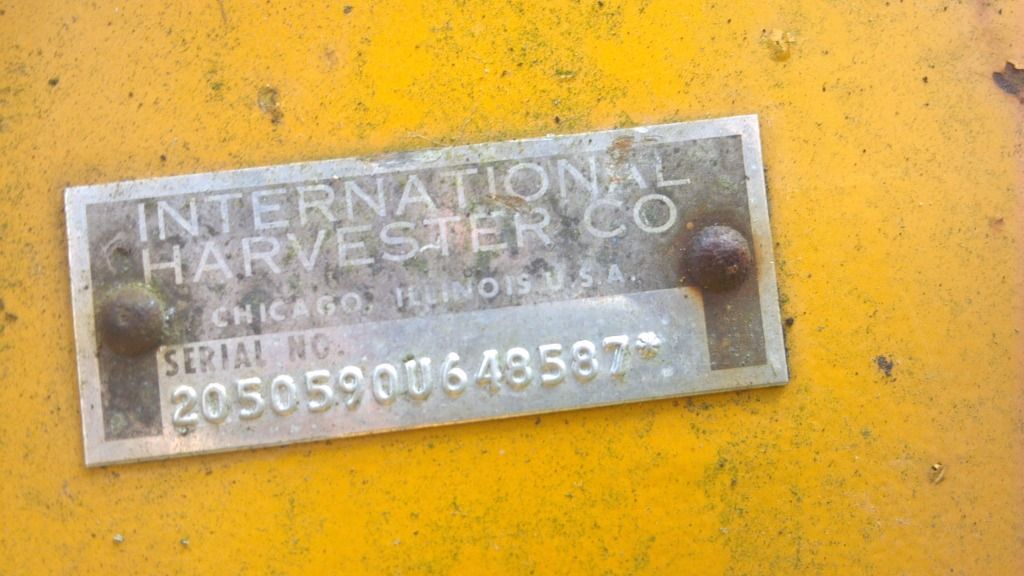 INTERNATIONAL
HARVESTER CO
CHICAGO, ILLINOIS U.S.A.
SERIAL NO.
2050590U648587*